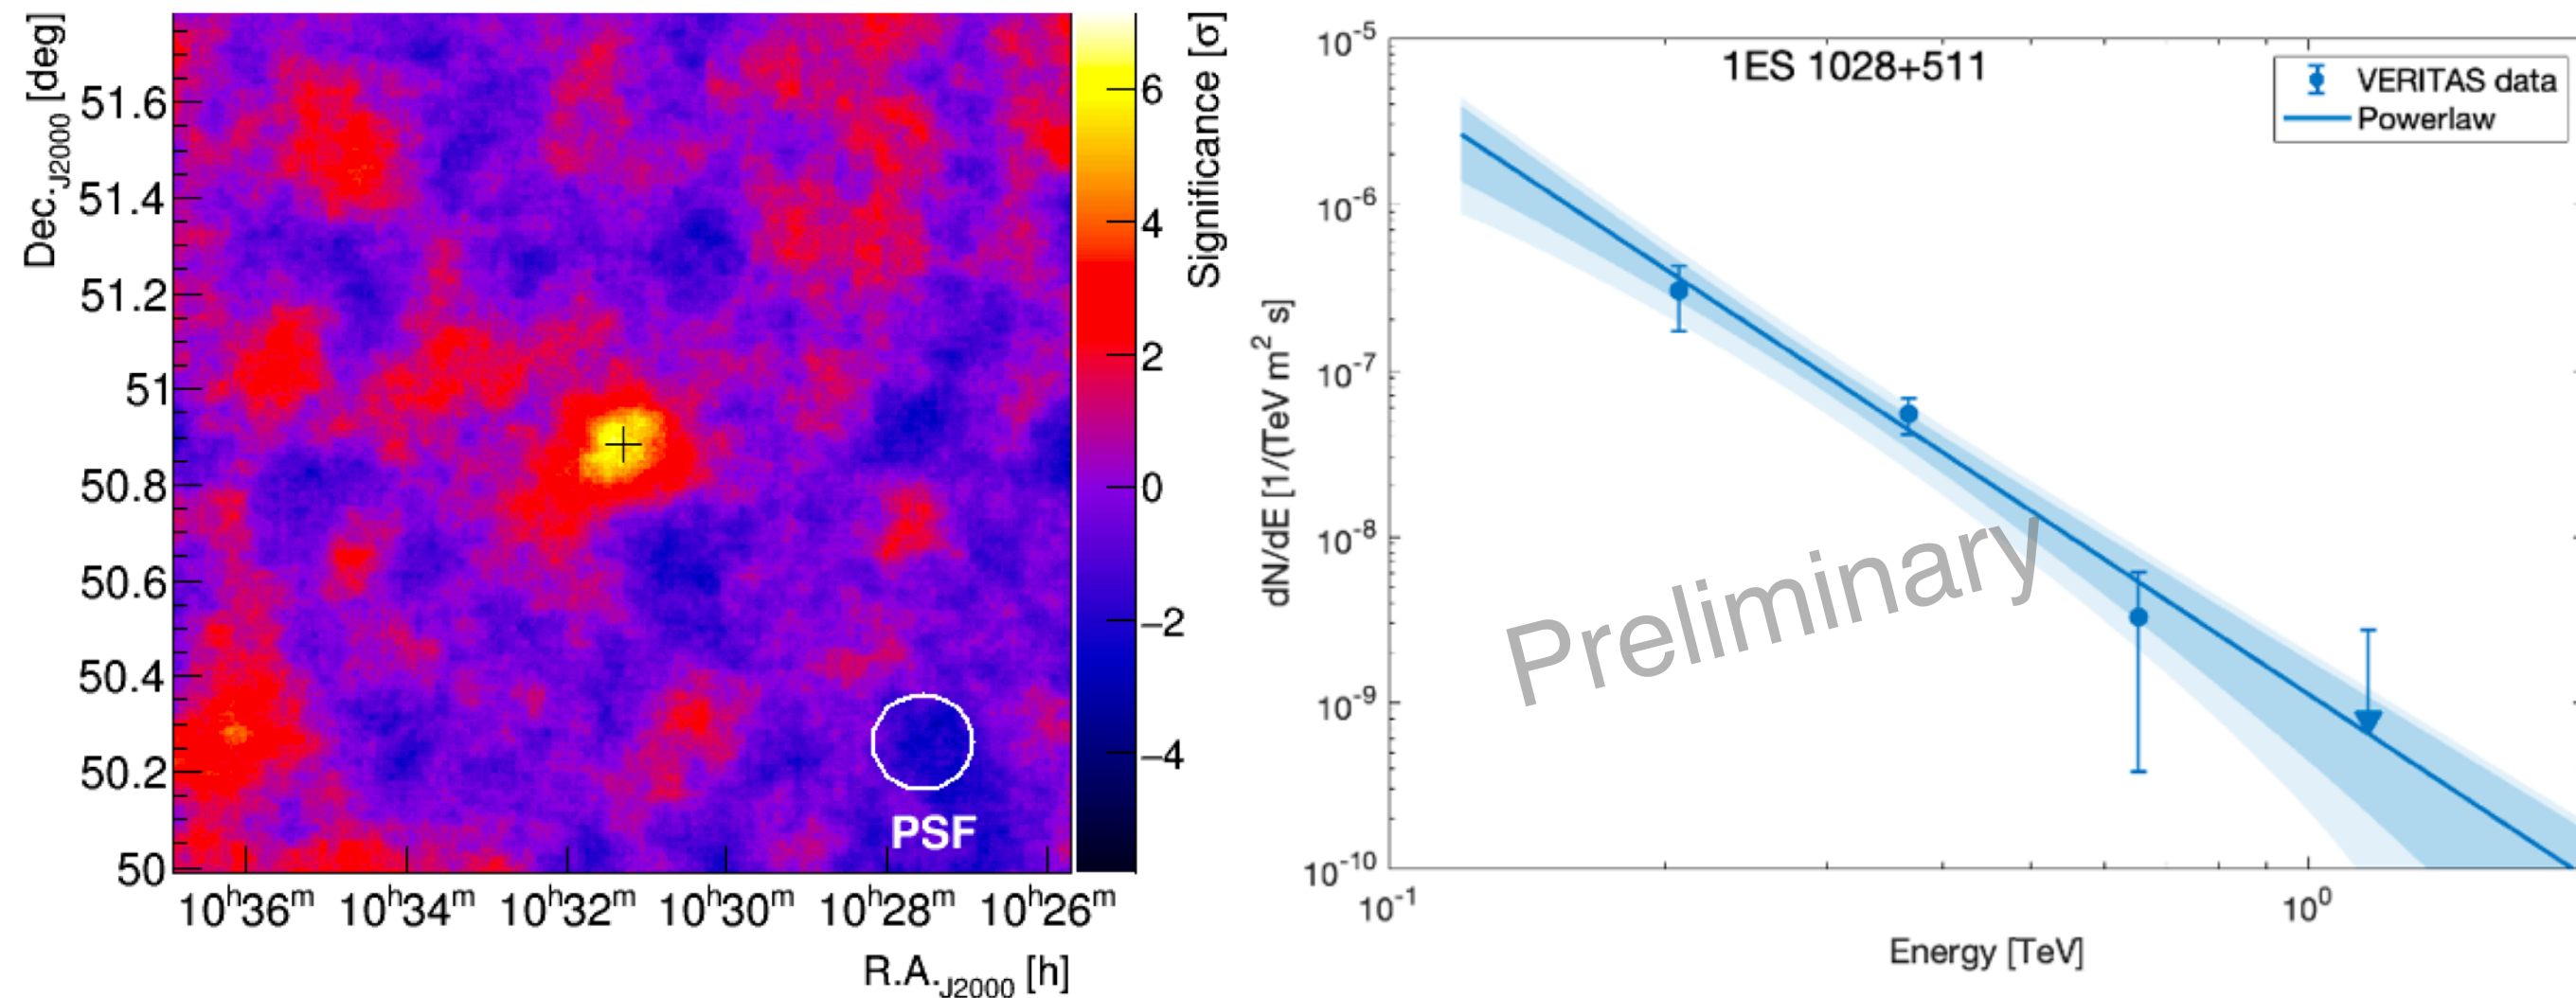 Dec.J2000 [deg]
51.6
51.4
51.2
51
50.8
50.6
50.4
50.2
50
10h36m 10h34m 10h32m 10h30m 10h28m 10h26m
R.A.J2000 [h]
PSF
6
4
2
0
−2
−4
Significance [σ]
1ES 1028+511
VERITAS data
Powerlaw
dN/dE [1/(TeV m2 s]
10-5
10-6
10-7
10-8
10-9
10-10
Preliminary
10-1 100
Energy [TeV]